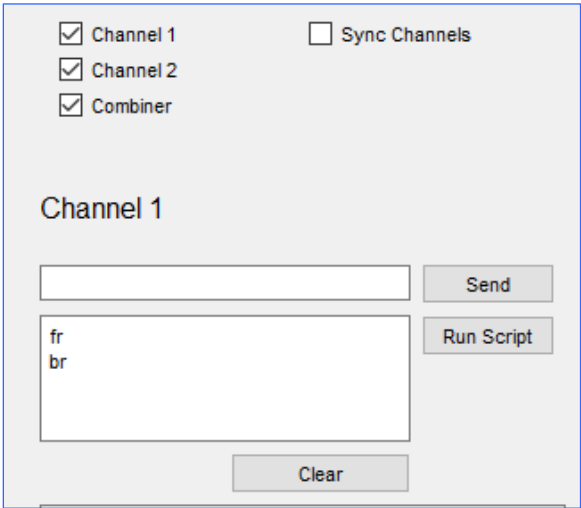 Channel 1 Sync Channels
Channel 2
Combiner
Channel 1
Send
fr Run Script
br
Clear